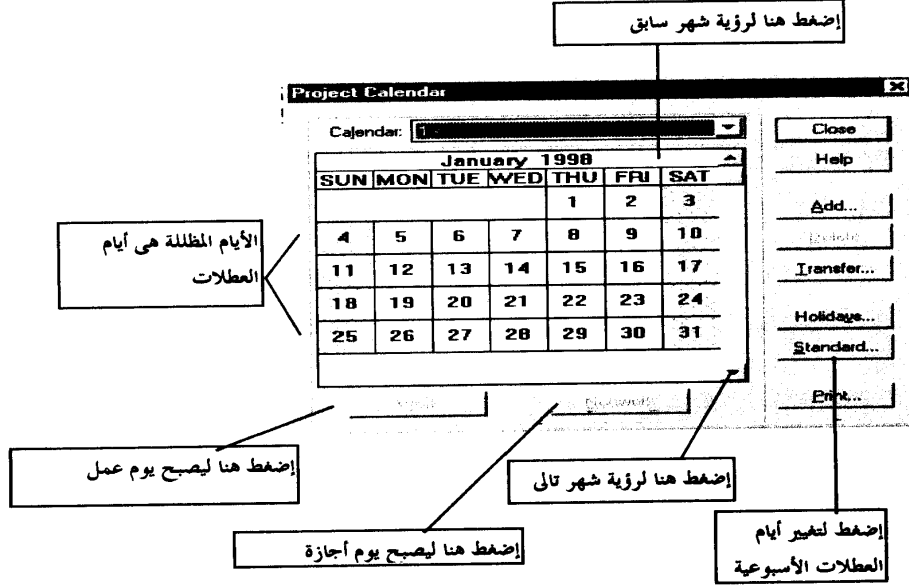 إضغط هنا لرؤية شهر سابق
Project Calendar
Calendar: 1
Close
January 1998
Help
SUN MON TUE WED THU FRI SAT
1 2 3
Add...
4 5 6 7 8 9 10
11 12 13 14 15 16 17
Transfer...
18 19 20 21 22 23 24
Holidays...
25 26 27 28 29 30 31
Standard...
Print...
الأيام المظللة هى أيام
العطلات
إضغط هنا ليصبح يوم عمل
إضغط هنا لرؤية شهر تالى
إضغط هنا ليصبح يوم أجازة
إضغط لتغيير أيام
العطلات الأسبوعية